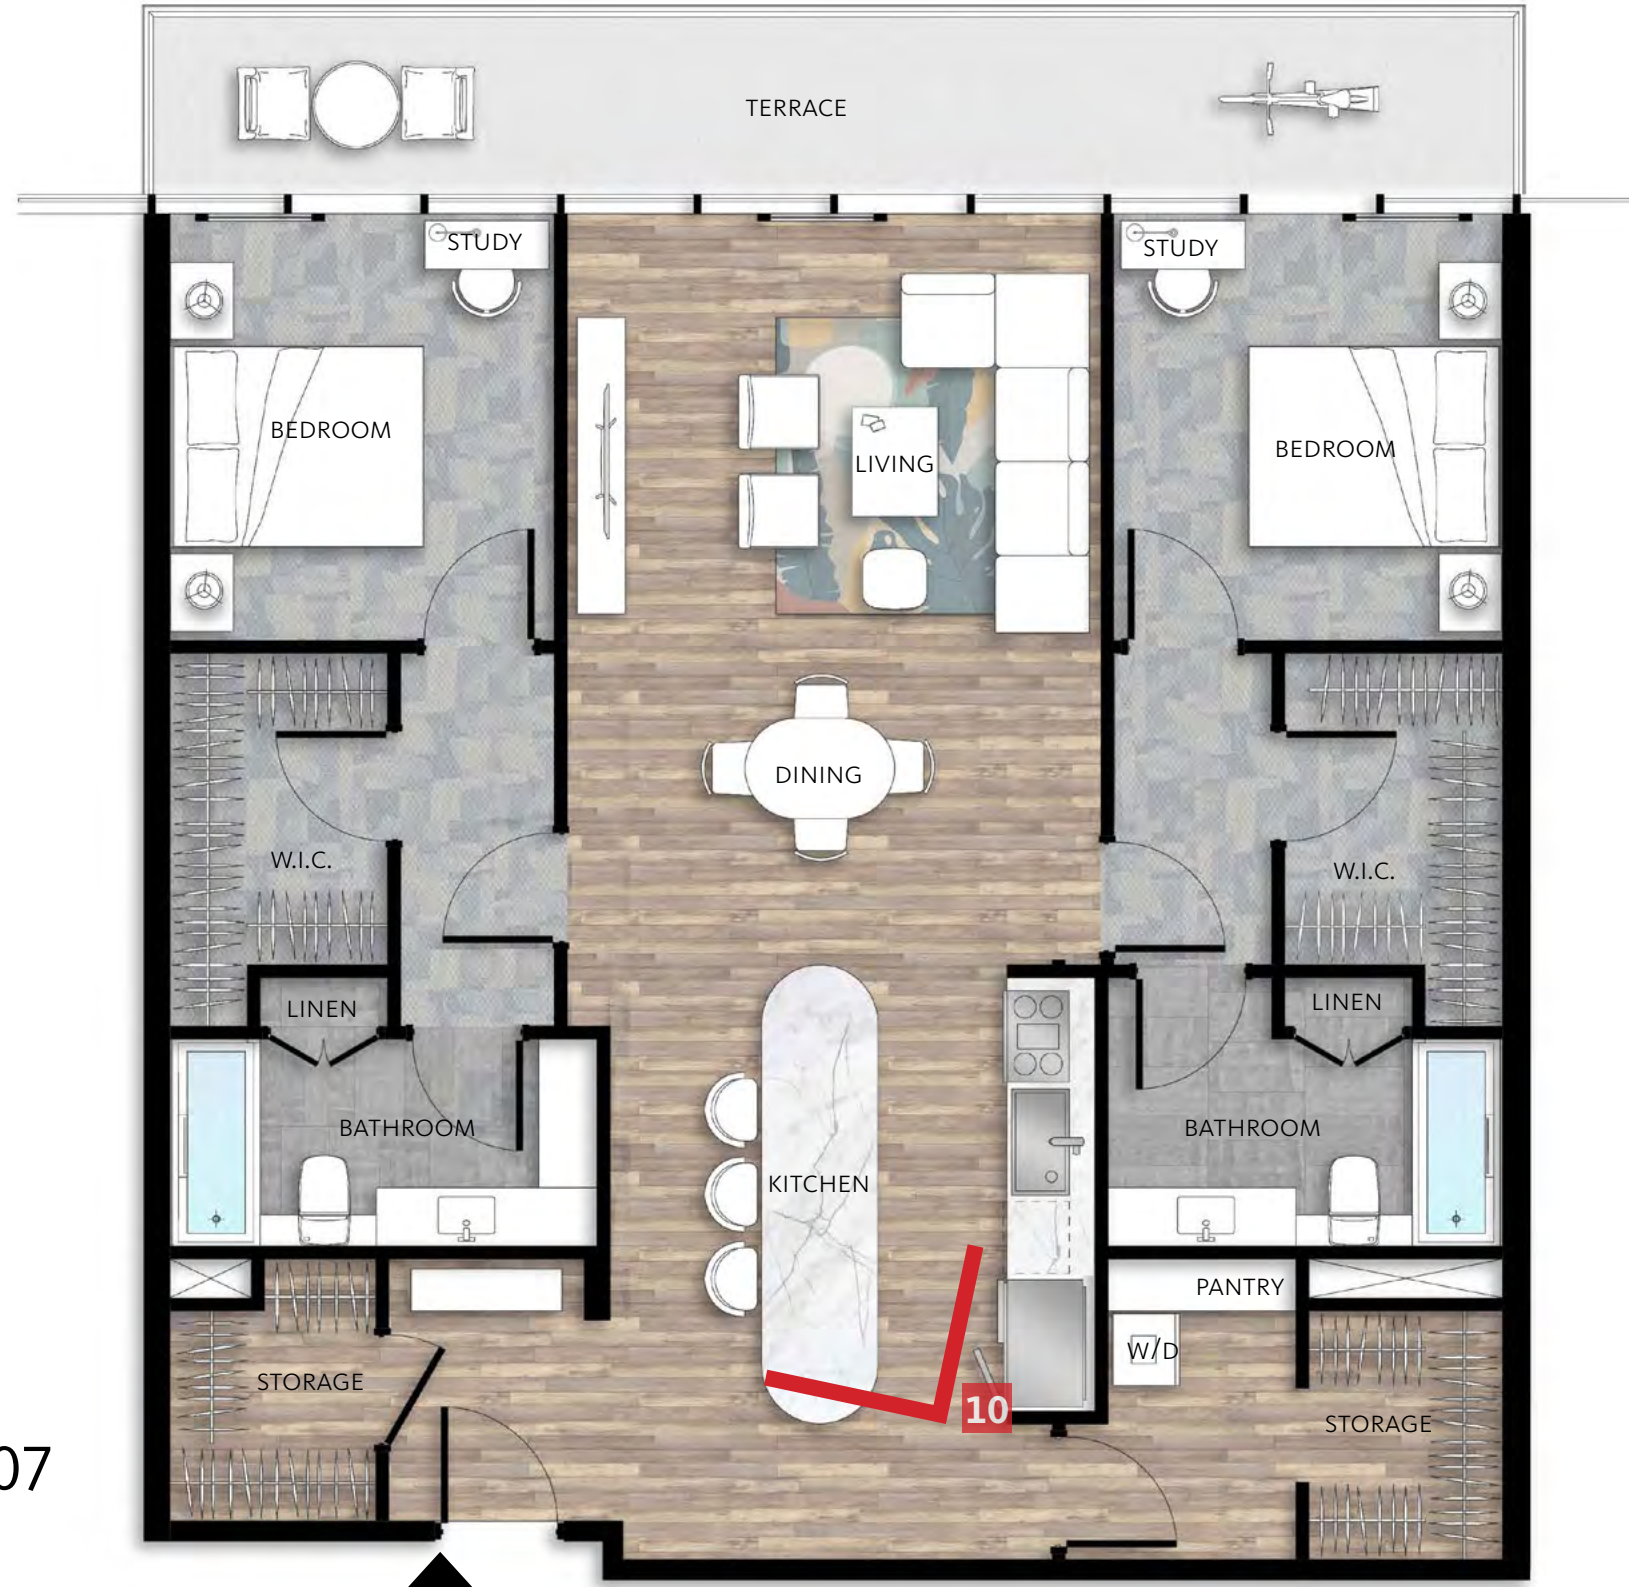 TERRACE
STUDY
STUDY
BEDROOM
BEDROOM
LIVING
DINING
W.I.C.
W.I.C.
LINEN
LINEN
BATHROOM
BATHROOM
KITCHEN
PANTRY
W/D
STORAGE
10
STORAGE
07